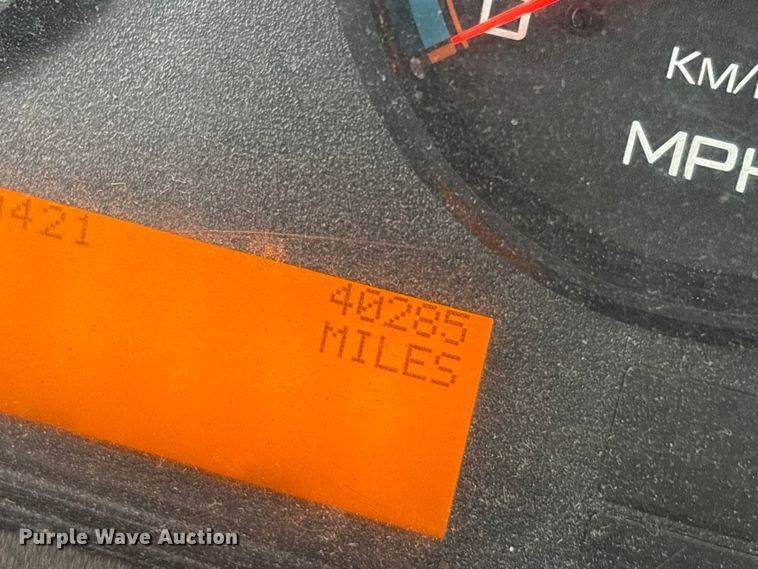 KM/
MPH
421
40285
MILES
Purple Wave Auction